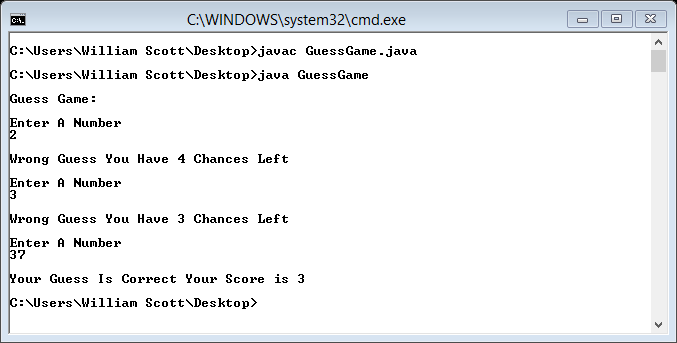 C:\WINDOWS\system32\cmd.exe
C:\Users\William Scott\Desktop>javac GuessGame.java
C:\Users\William Scott\Desktop>java GuessGame
Guess Game:
Enter A Number
2
Wrong Guess You Have 4 Chances Left
Enter A Number
3
Wrong Guess You Have 3 Chances Left
Enter A Number
37
Your Guess Is Correct Your Score is 3
C:\Users\William Scott\Desktop>